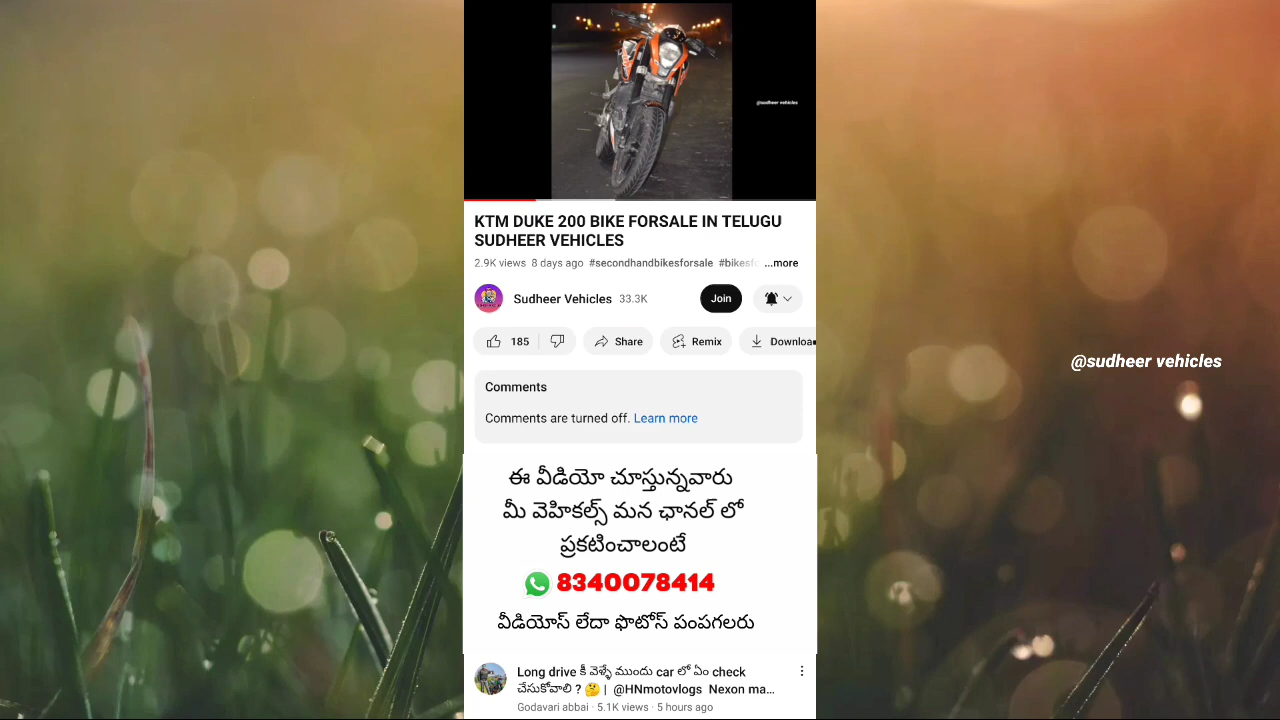 @sudheer vehicles
KTM DUKE 200 BIKE FORSALE IN TELUGU
SUDHEER VEHICLES
2.9K views 8 days ago #secondhandbikesforsale #bikesfo ...more
Sudheer Vehicles 33.3K Join
185 Share Remix Downloa
Comments
Comments are turned off. Learn more
@sudheer vehicles
ఈ వీడియో చూస్తున్నవారు
మీ వెహికల్స్ మన ఛానల్ లో
ప్రకటించాలంటే
8340078414
వీడియోస్ లేదా ఫొటోస్ పంపగలరు
Long drive కీ వెళ్ళే ముందు car లో ఏం check
చేసుకోవాలి ? 🤔 | @HNmotovlogs Nexon ma...
Godavari abbai · 5.1K views · 5 hours ago